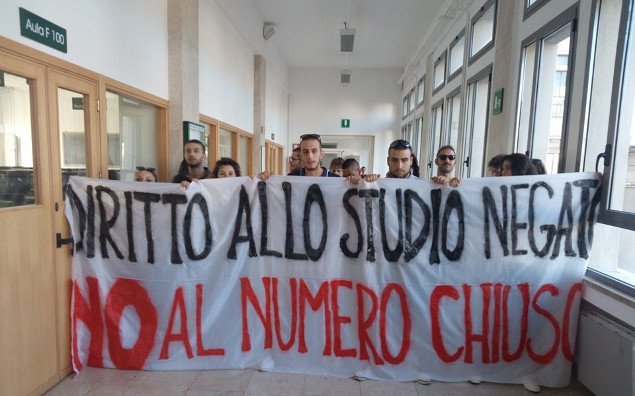 Aula F 100
DIRITTO ALLO STUDIO NEGATO
NO AL NUMERO CHIUSO